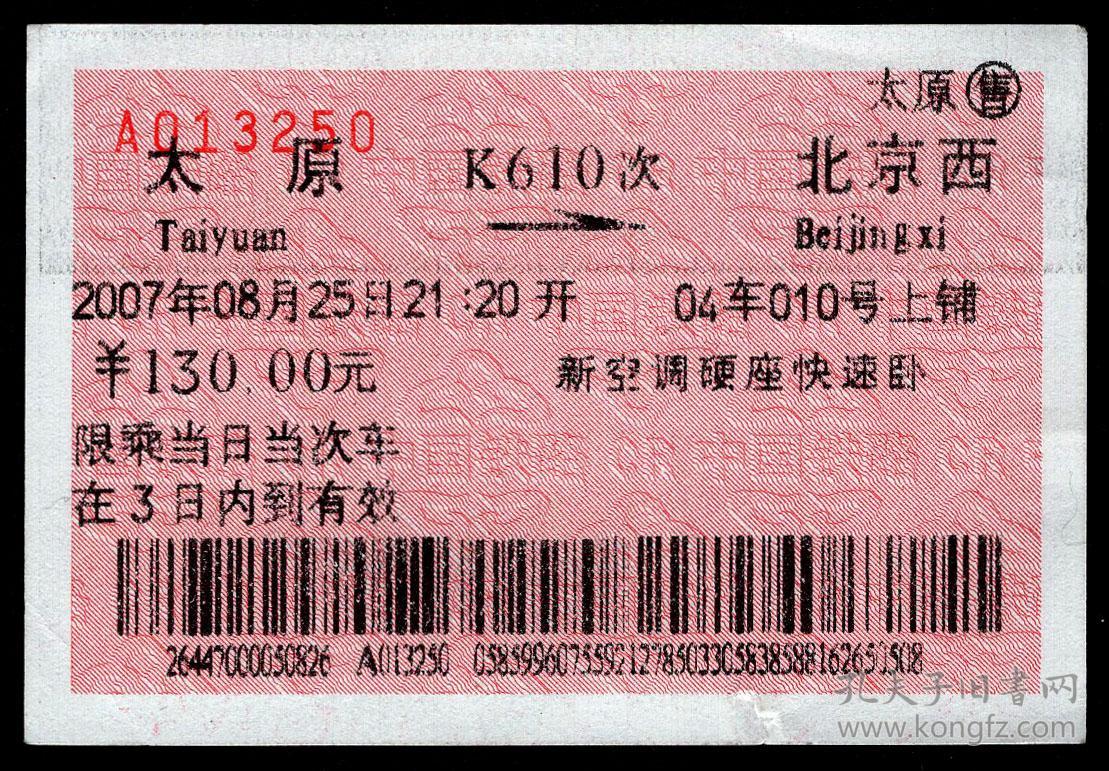 太原售
A013250
太原 K610次 北京西
Taiyuan Beijingxi
2007年08月25日21:20开 04车010号上铺
¥130.00元 新空调硬座快速卧
限乘当日当次车
在3日内到有效
26447000050826 A013250
孔夫子旧書网
www.kongfz.com